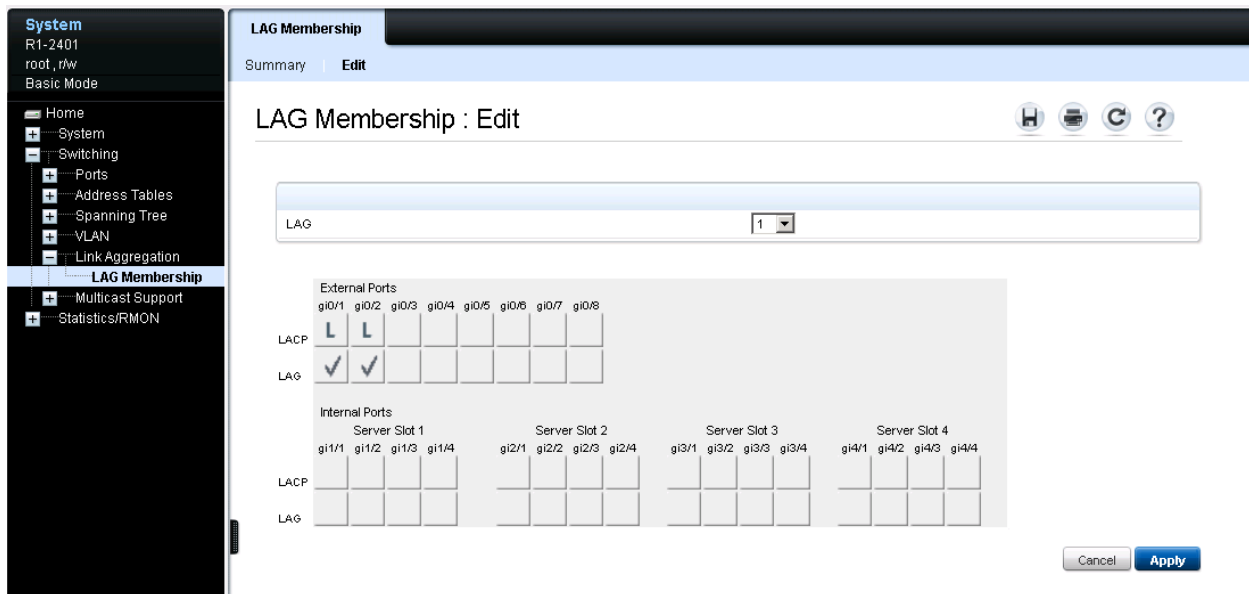 System
R1-2401
root , r/w
Basic Mode
Home
System
Switching
Ports
Address Tables
Spanning Tree
VLAN
Link Aggregation
LAG Membership
Multicast Support
Statistics/RMON
LAG Membership
Summary Edit
LAG Membership : Edit
?
LAG 1
External Ports
gi0/1 gi0/2 gi0/3 gi0/4 gi0/5 gi0/6 gi0/7 gi0/8
LACP L L
LAG
Internal Ports
Server Slot 1 Server Slot 2 Server Slot 3 Server Slot 4
gi1/1 gi1/2 gi1/3 gi1/4 gi2/1 gi2/2 gi2/3 gi2/4 gi3/1 gi3/2 gi3/3 gi3/4 gi4/1 gi4/2 gi4/3 gi4/4
LACP
LAG
Cancel Apply